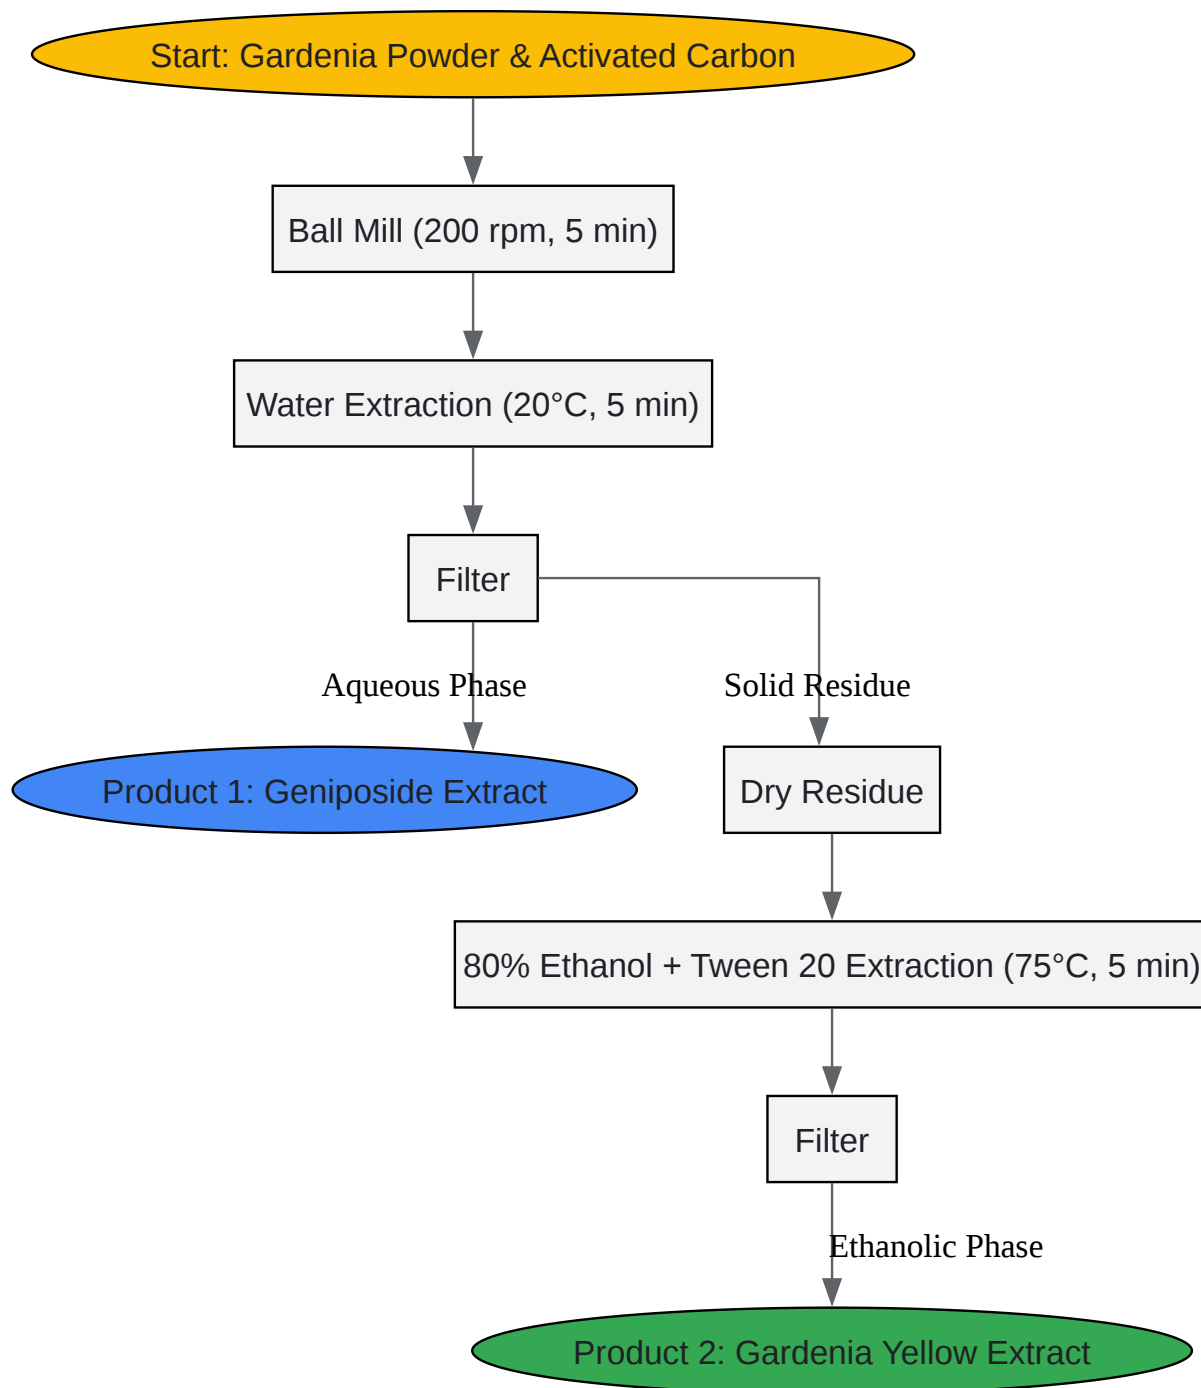 Start: Gardenia Powder & Activated Carbon
Ball Mill (200 rpm, 5 min)
Water Extraction (20°C, 5 min)
Filter
Aqueous Phase
Solid Residue
Product 1: Geniposide Extract
Dry Residue
80% Ethanol + Tween 20 Extraction (75°C, 5 min)
Filter
Ethanolic Phase
Product 2: Gardenia Yellow Extract